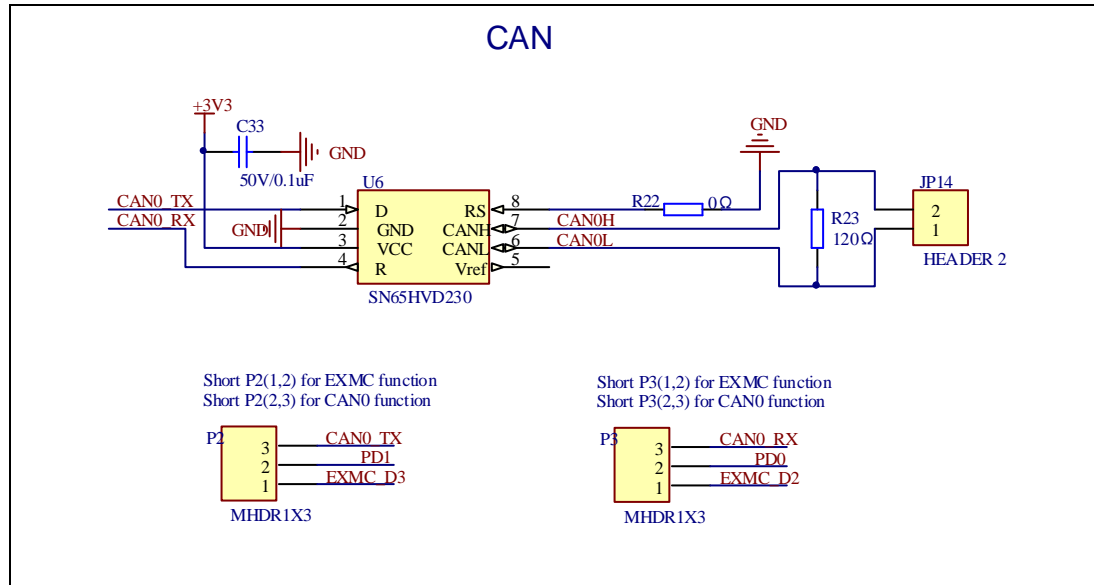 CAN
+3V3
C33
GND
50V/0.1uF
U6
GND
CAN0_TX
CAN0_RX
1
2
3
4
GND
D
GND
VCC
R
RS
CANH
CANL
Vref
8
7
6
5
CAN0H
CAN0L
SN65HVD230
R22
0Ω
R23
120Ω
JP14
2
1
HEADER 2
Short P2(1,2) for EXMC function
Short P2(2,3) for CAN0 function
P2
3
2
1
CAN0_TX
PD1
EXMC_D3
MHDR1X3
Short P3(1,2) for EXMC function
Short P3(2,3) for CAN0 function
P3
3
2
1
CAN0_RX
PD0
EXMC_D2
MHDR1X3